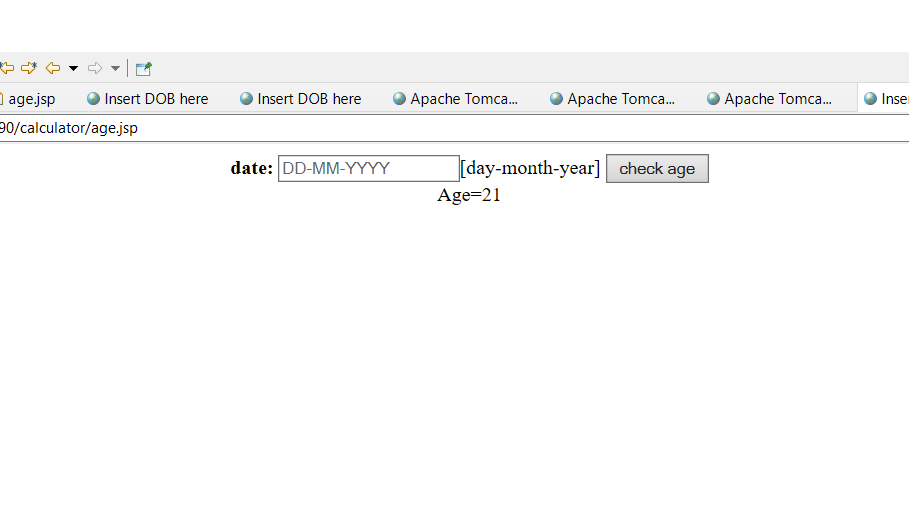 age.jsp Insert DOB here Insert DOB here Apache Tomca... Apache Tomca... Apache Tomca... Inse
90/calculator/age.jsp
date: DD-MM-YYYY [day-month-year] check age
Age=21